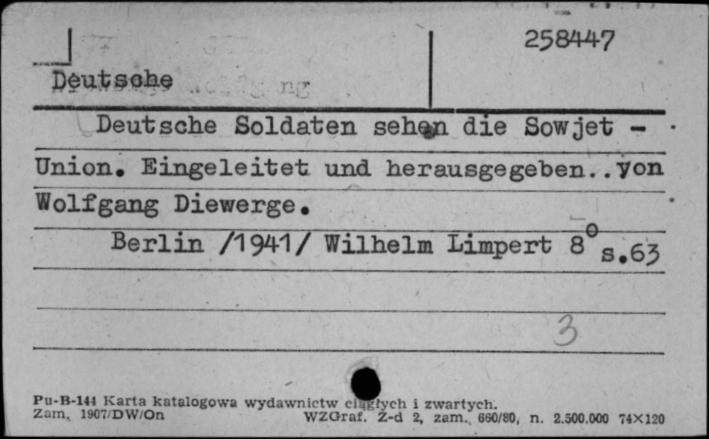 258447
Deutsche
Deutsche Soldaten sehen die Sowjet -
Union. Eingeleitet und herausgegeben..von
Wolfgang Diewerge.
Berlin /1941/ Wilhelm Limpert 8° s.63
3
Pu-B-144 Karta katalogowa wydawnictw ciągłych i zwartych.
Zam. 1907/DW/On WZGraf. Z-d 2, zam. 660/80, n. 2.500.000 74×120